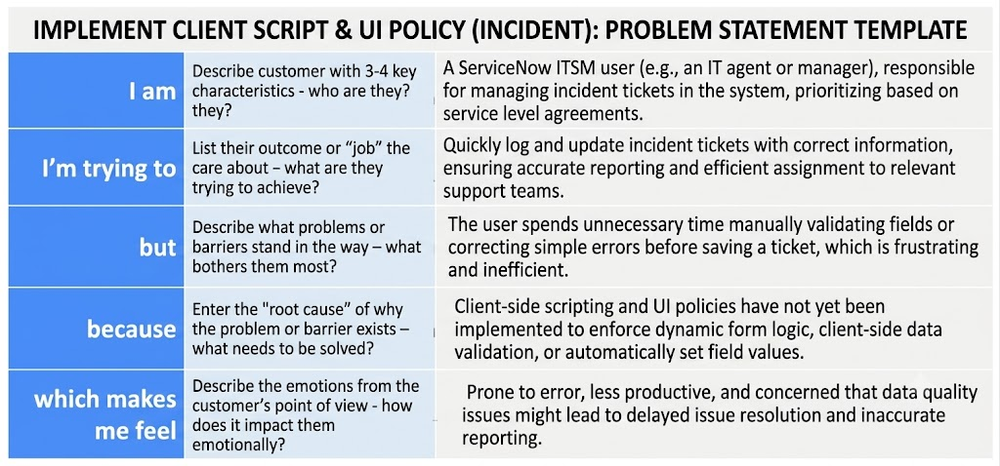 IMPLEMENT CLIENT SCRIPT & UI POLICY (INCIDENT): PROBLEM STATEMENT TEMPLATE
I am
Describe customer with 3-4 key
characteristics - who are they?
they?
A ServiceNow ITSM user (e.g., an IT agent or manager), responsible
for managing incident tickets in the system, prioritizing based on
service level agreements.
I'm trying to
List their outcome or “job” the
care about – what are they
trying to achieve?
Quickly log and update incident tickets with correct information,
ensuring accurate reporting and efficient assignment to relevant
support teams.
but
Describe what problems or
barriers stand in the way – what
bothers them most?
The user spends unnecessary time manually validating fields or
correcting simple errors before saving a ticket, which is frustrating
and inefficient.
because
Enter the "root cause" of why
the problem or barrier exists –
what needs to be solved?
Client-side scripting and UI policies have not yet been
implemented to enforce dynamic form logic, client-side data
validation, or automatically set field values.
which makes
me feel
Describe the emotions from the
customer's point of view - how
does it impact them
emotionally?
Prone to error, less productive, and concerned that data quality
issues might lead to delayed issue resolution and inaccurate
reporting.